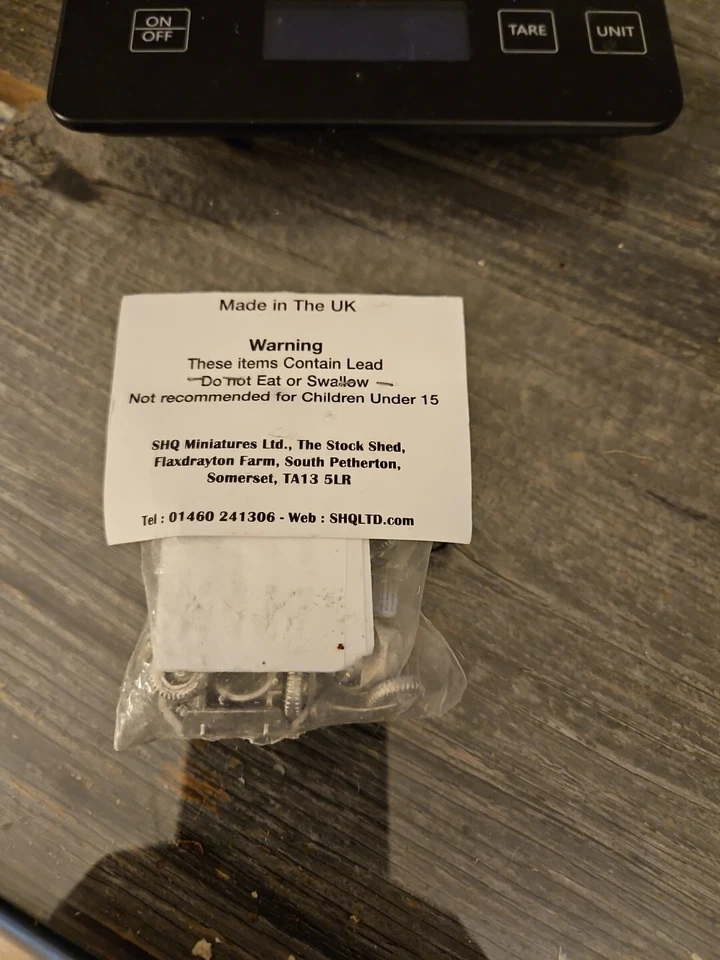 ON
OFF
TARE
UNIT
Made in The UK
Warning
These items Contain Lead
Do not Eat or Swallow
Not recommended for Children Under 15
SHQ Miniatures Ltd., The Stock Shed,
Flaxdrayton Farm, South Petherton,
Somerset, TA13 5LR
Tel : 01460 241306 - Web : SHQLTD.com